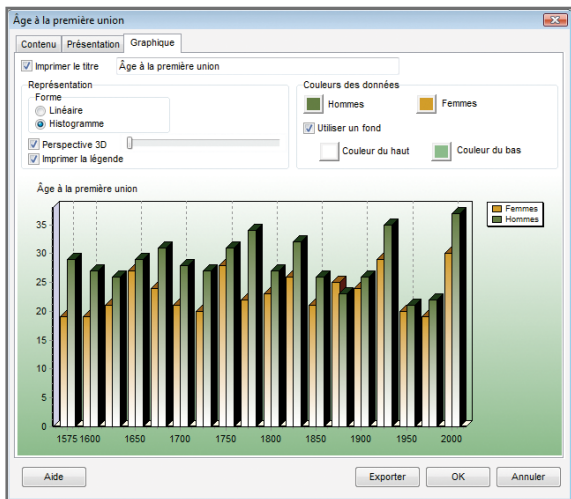 Âge à la première union
Contenu Présentation Graphique
Imprimer le titre Âge à la première union
Représentation
Forme
Linéaire
Histogramme
Perspective 3D
Imprimer la légende
Couleurs des données
Hommes Femmes
Utiliser un fond
Couleur du haut Couleur du bas
Âge à la première union
Femmes
Hommes
35
30
25
20
15
10
5
0
1575 1600 1650 1700 1750 1800 1850 1900 1950 2000
Aide Exporter OK Annuler